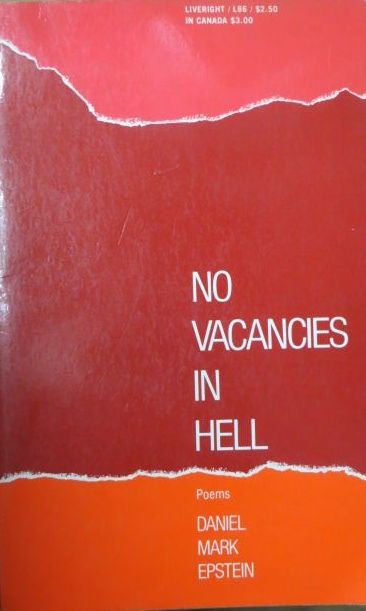 LIVERIGHT / L86 / $2.50
IN CANADA $3.00
NO
VACANCIES
IN
HELL
Poems
DANIEL
MARK
EPSTEIN